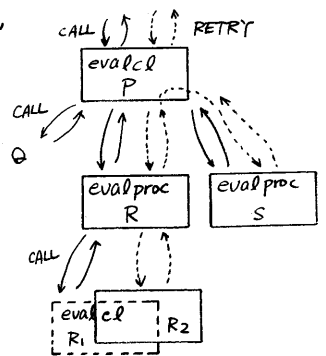 CALL
RETRY
evalcl
P
CALL
Q
evalproc
R
evalproc
S
CALL
evalcl
R1
R2